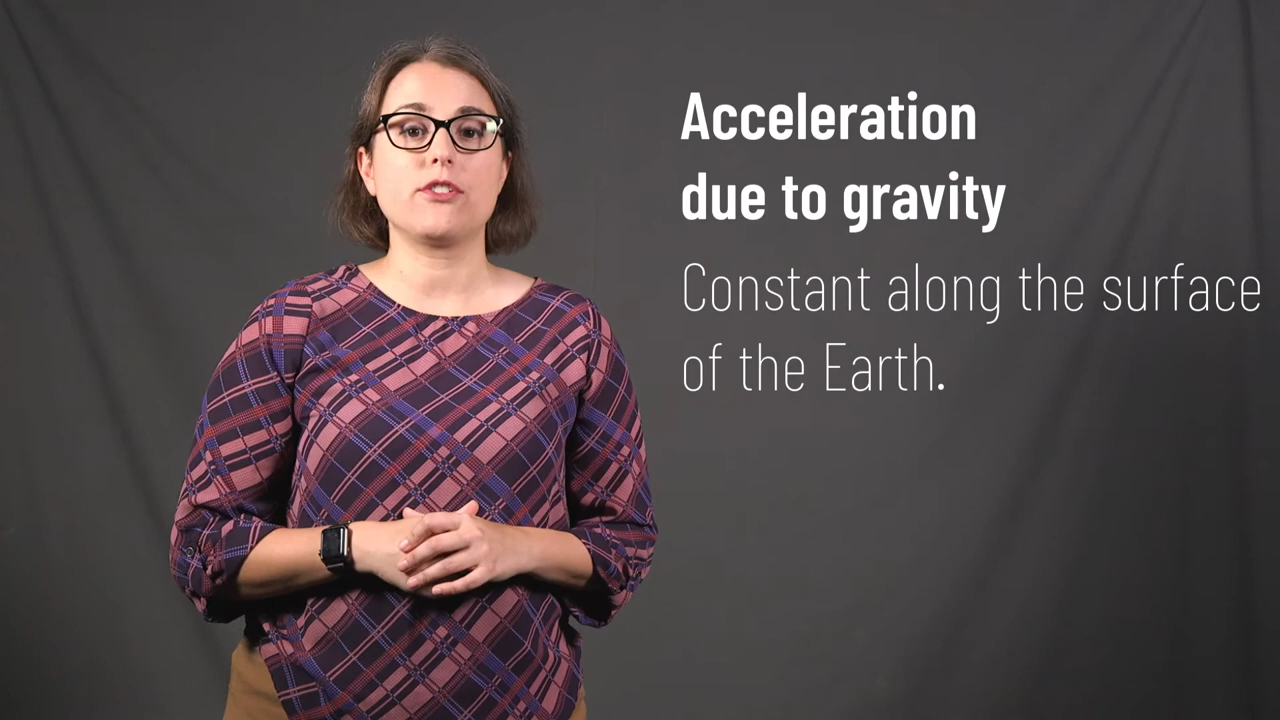 Acceleration
due to gravity
Constant along the surface
of the Earth.